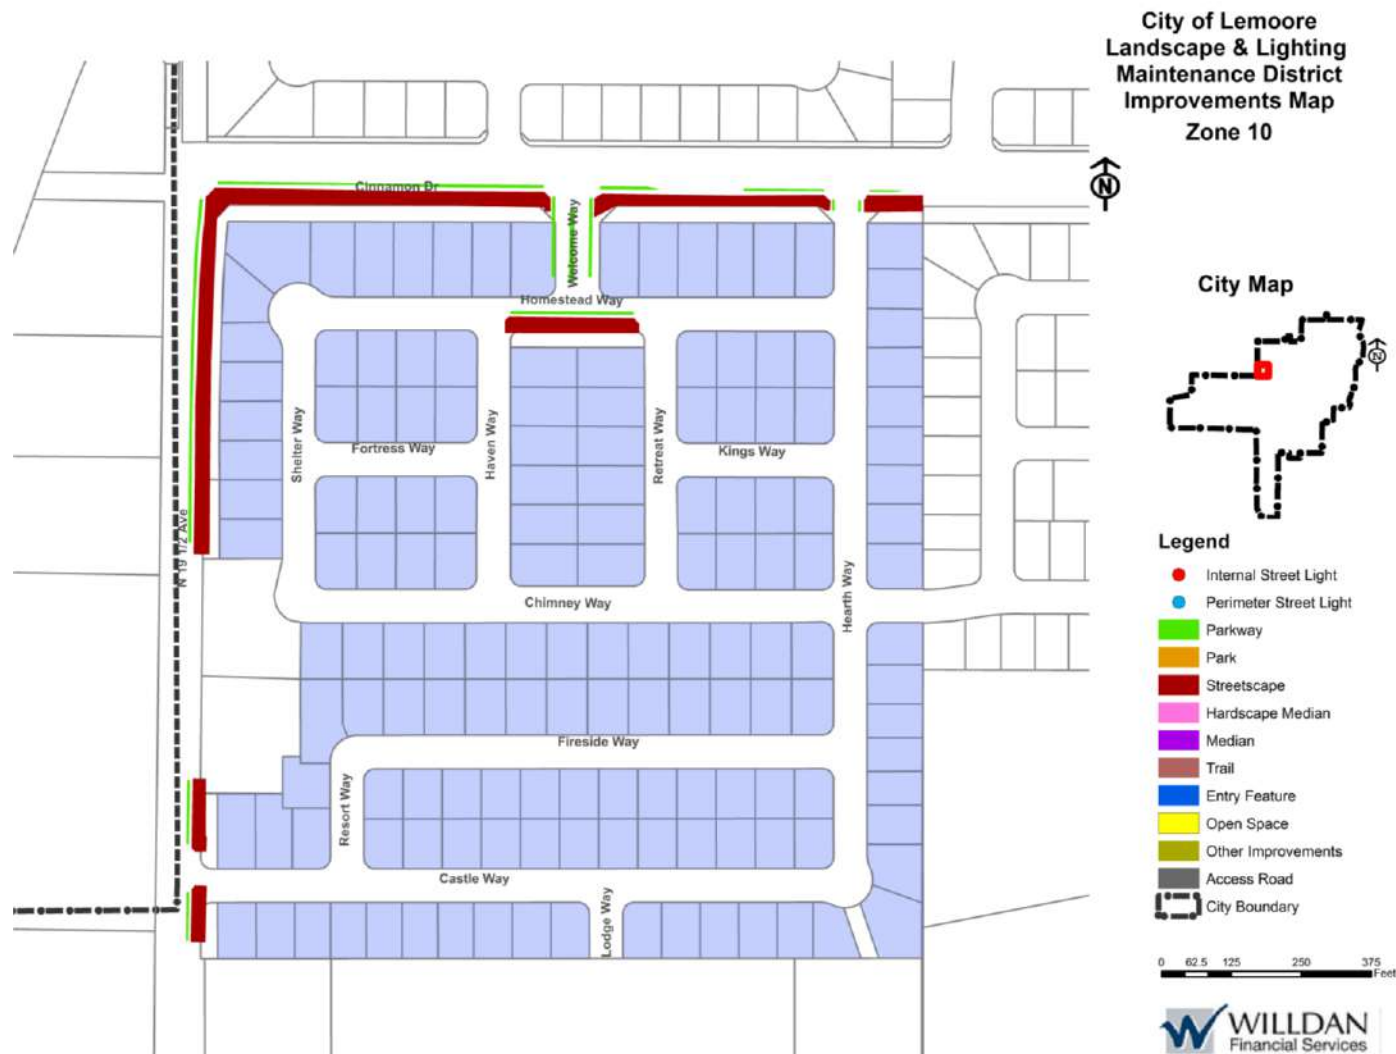 City of Lemoore
Landscape & Lighting
Maintenance District
Improvements Map
Zone 10
N
Cinnamon Dr
Welcome Way
Homestead Way
Shelter Way
Fortress Way
Haven Way
Retreat Way
Kings Way
N 19 1/2 Ave
Chimney Way
Hearth Way
Fireside Way
Resort Way
Castle Way
Lodge Way
City Map
N
Legend
Internal Street Light
Perimeter Street Light
Parkway
Park
Streetscape
Hardscape Median
Median
Trail
Entry Feature
Open Space
Other Improvements
Access Road
City Boundary
0 62.5 125 250 375
Feet
WILLDAN
Financial Services